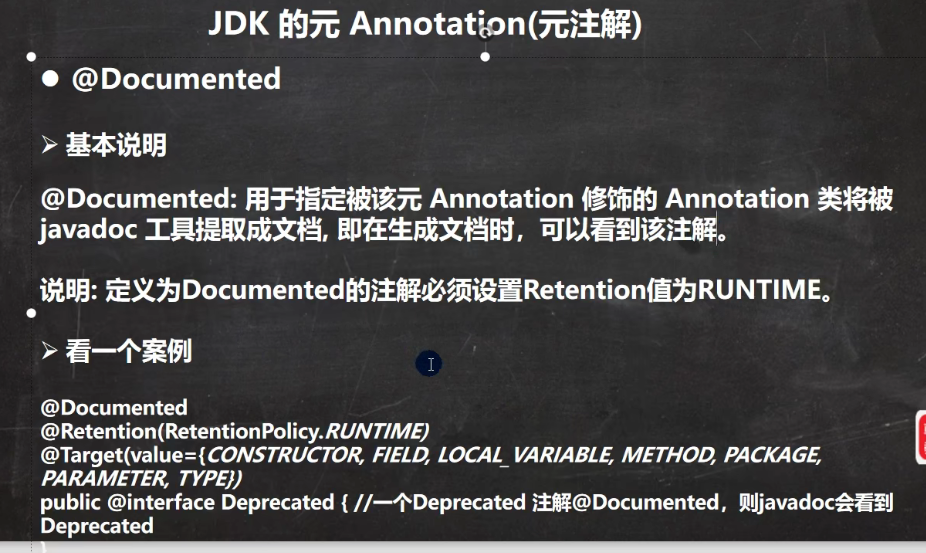 JDK 的元 Annotation(元注解)
● @Documented
➢ 基本说明
@Documented: 用于指定被该元 Annotation 修饰的 Annotation 类将被
javadoc 工具提取成文档, 即在生成文档时，可以看到该注解。
说明: 定义为Documented的注解必须设置Retention值为RUNTIME。
➢ 看一个案例
@Documented
@Retention(RetentionPolicy.RUNTIME)
@Target(value={CONSTRUCTOR, FIELD, LOCAL_VARIABLE, METHOD, PACKAGE,
PARAMETER, TYPE})
public @interface Deprecated { //一个Deprecated 注解@Documented，则javadoc会看到
Deprecated